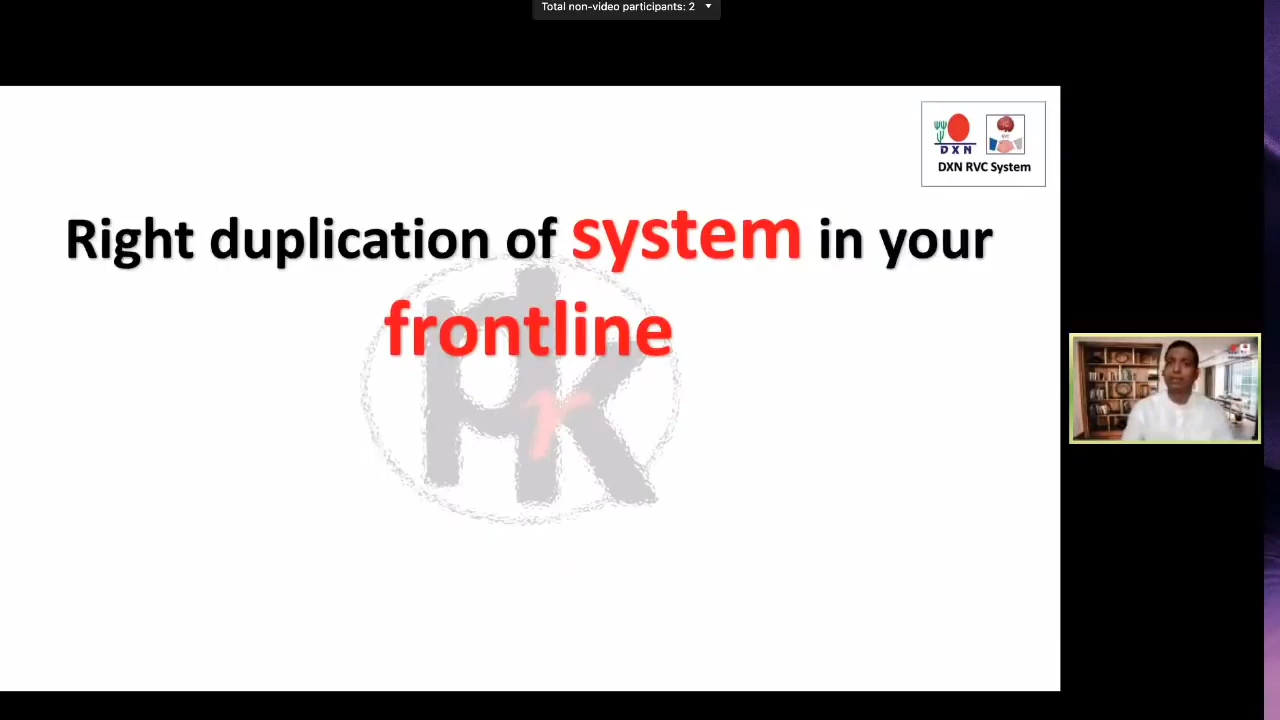 Total non-video participants: 2
DXN
DXN RVC System
Right duplication of system in your
frontline